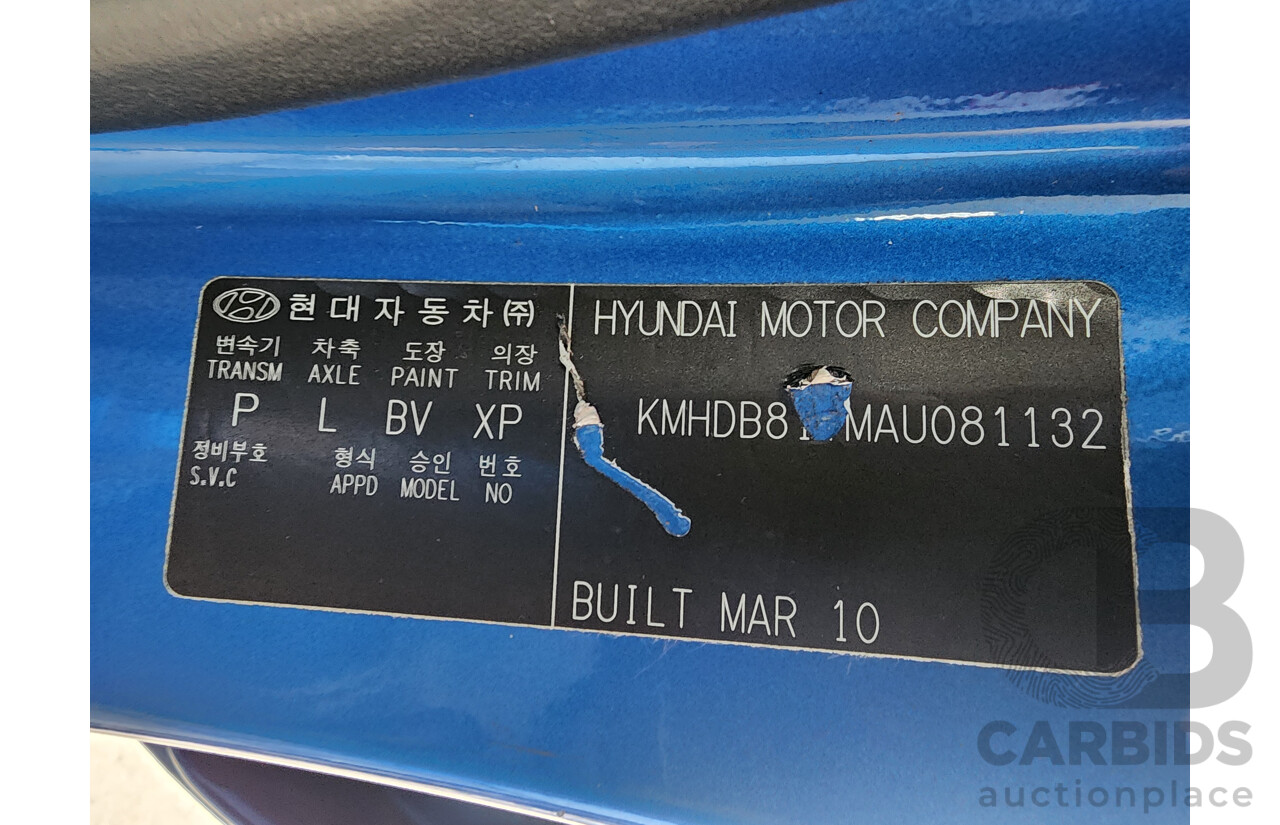 현대자동차㈜
변속기 차축 도장 의장
TRANSM AXLE PAINT TRIM
P L BV XP
정비부호 형식 승인 번호
S.V.C APPD MODEL NO
HYUNDAI MOTOR COMPANY
BUILT MAR 10
CARBIDS
auctionplace